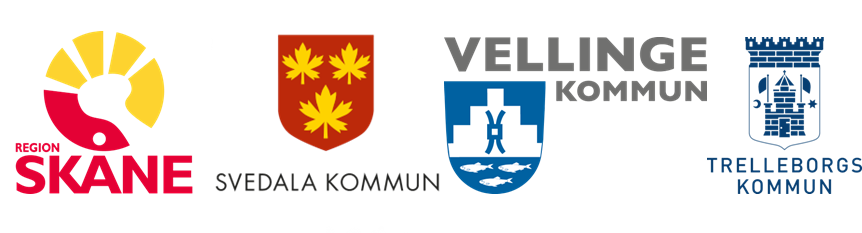 REGION
SKÅNE
SVEDALA KOMMUN
VELLINGE
KOMMUN
TRELLEBORGS
KOMMUN